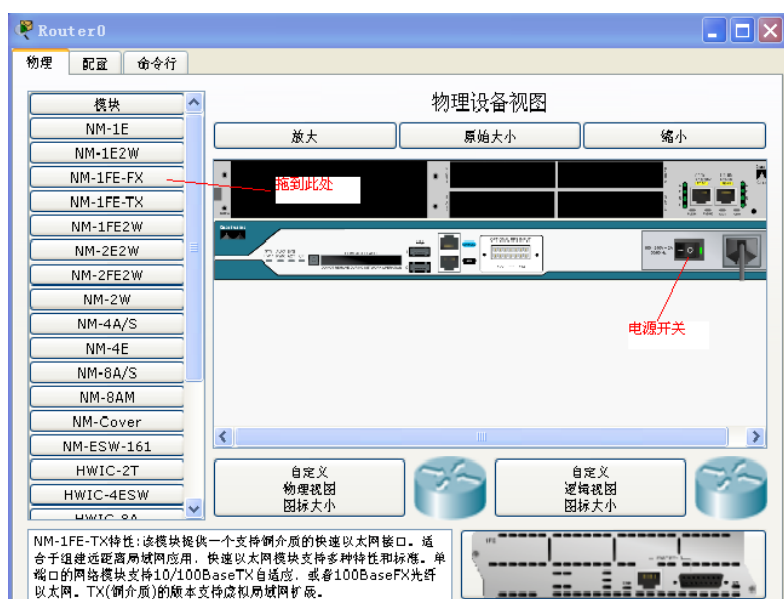 Router0
物理 配置 命令行
模块
物理设备视图
NM-1E
放大 原始大小 缩小
NM-1E2W
NM-1FE-FX
拖到此处
NM-1FE-TX
NM-1FE2W
NM-2E2W
NM-2FE2W
NM-2W
NM-4A/S
电源开关
NM-4E
NM-8A/S
NM-8AM
NM-Cover
NM-ESW-161
HWIC-2T
HWIC-4ESW
HWIC-8A
自定义
物理视图
图标大小
自定义
逻辑视图
图标大小
NM-1FE-TX特性:该模块提供一个支持铜介质的快速以太网接口. 适
合于组建远距离局域网应用. 快速以太网模块支持多种特性和标准. 单
端口的网络模块支持10/100BaseTX自适应, 或者100BaseFX光纤
以太网. TX(铜介质)的版本支持虚拟局域网扩展.